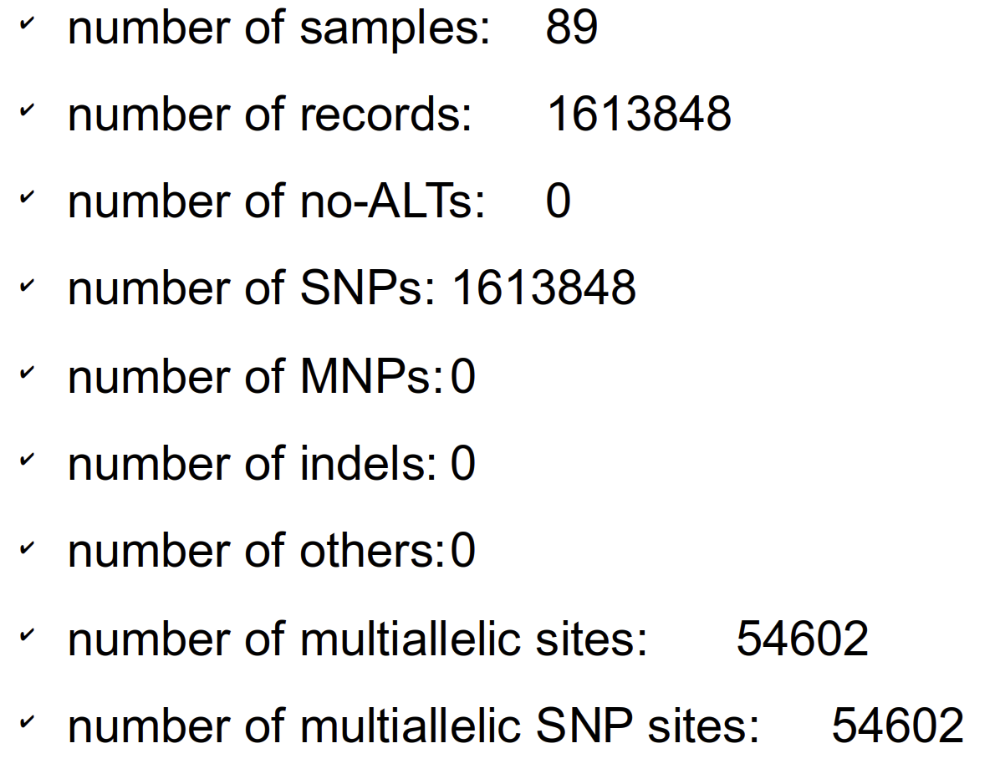 ✔ number of samples: 89
✔ number of records: 1613848
✔ number of no-ALTs: 0
✔ number of SNPs: 1613848
✔ number of MNPs: 0
✔ number of indels: 0
✔ number of others: 0
✔ number of multiallelic sites: 54602
✔ number of multiallelic SNP sites: 54602